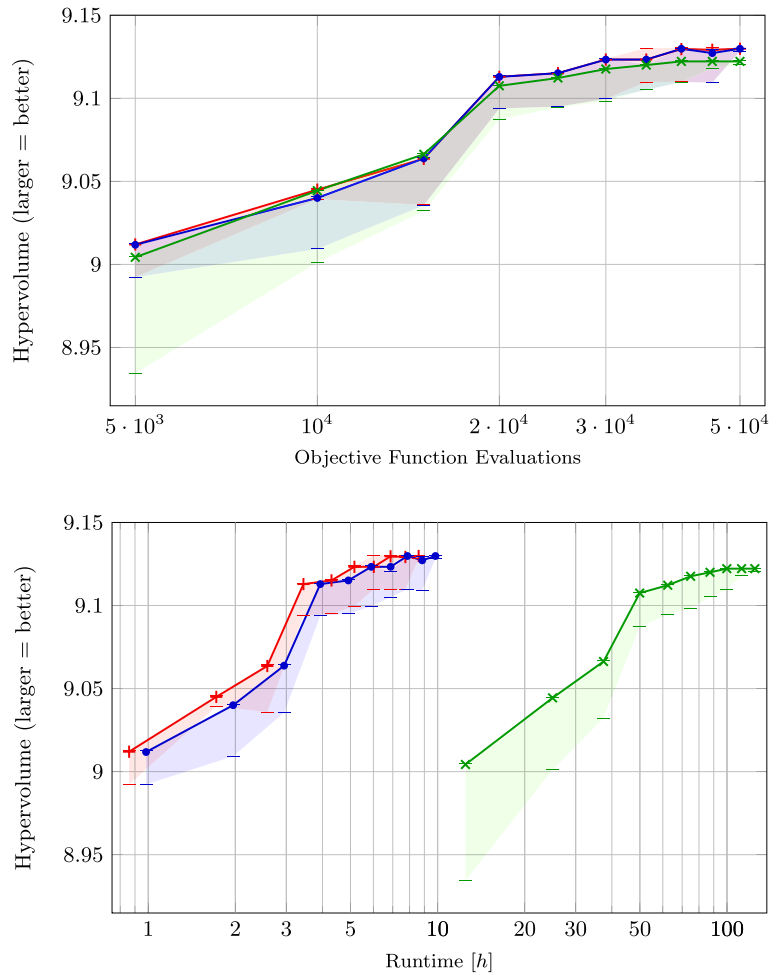 9.15
9.1
9.05
9
8.95
Hypervolume (larger = better)
5 · 10³ 10⁴ 2 · 10⁴ 3 · 10⁴ 5 · 10⁴
Objective Function Evaluations
9.15
9.1
9.05
9
8.95
Hypervolume (larger = better)
1 2 3 5 10 20 30 50 100
Runtime [h]